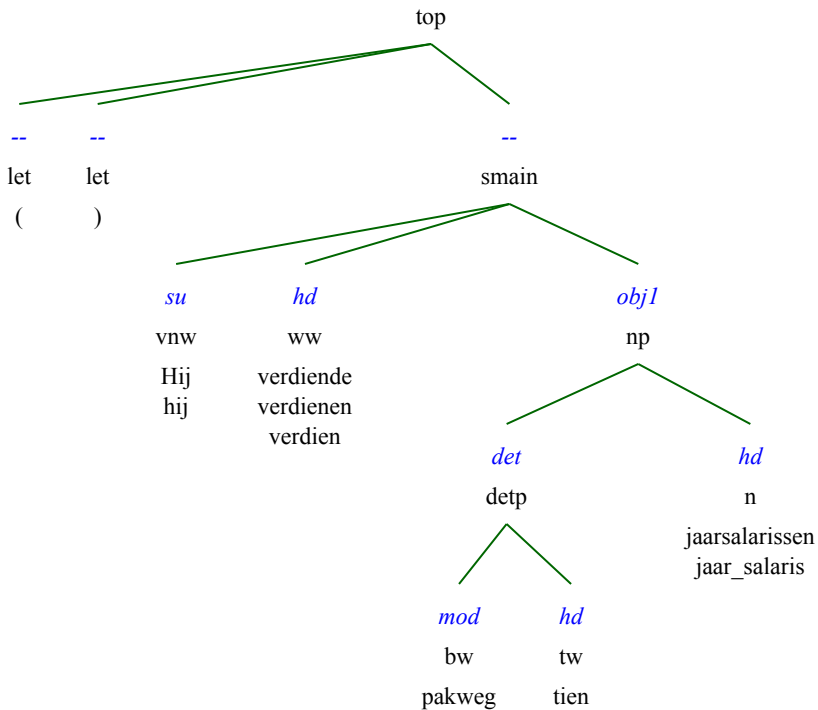 top
-- -- --
let let smain
( )
su hd obj1
vnw ww np
Hij verdiende
hij verdienen
verdien
det hd
detp n
jaarsalarissen
jaar_salaris
mod hd
bw tw
pakweg tien